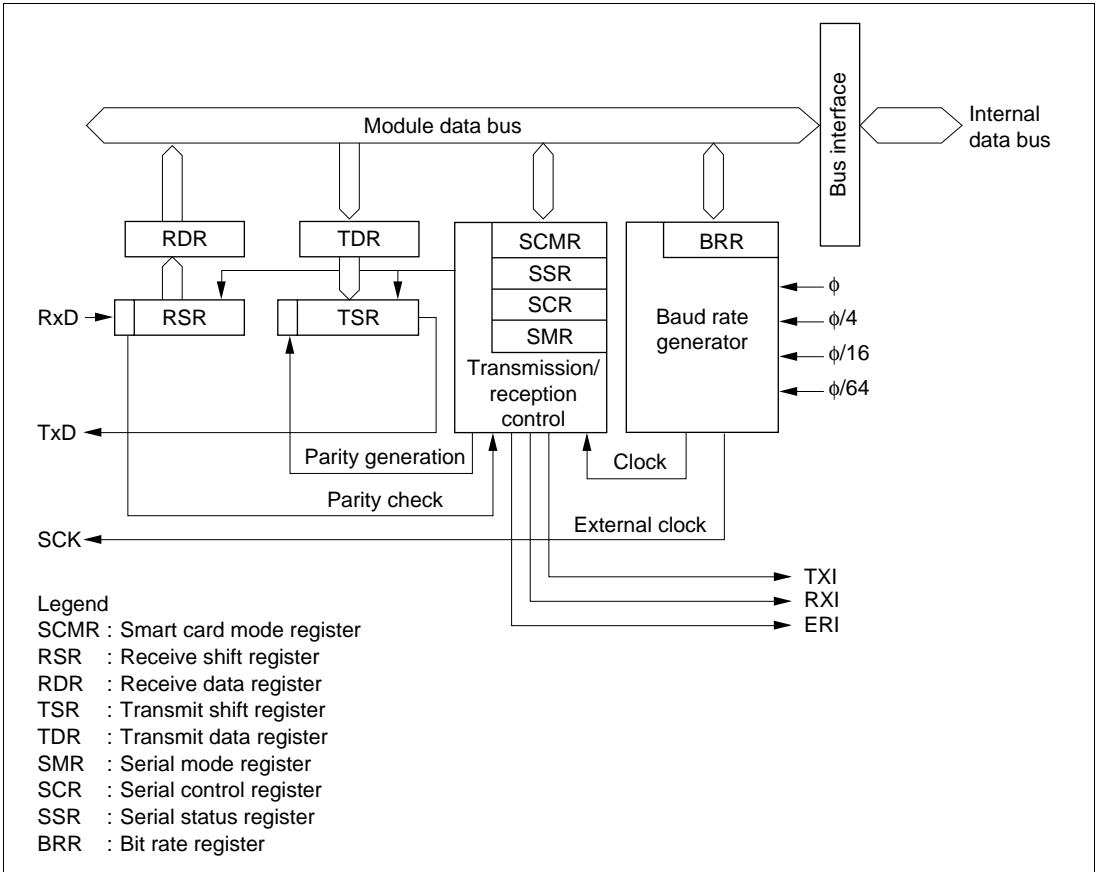 Module data bus
Bus interface
Internal
data bus
RDR
TDR
SCMR
SSR
SCR
SMR
Transmission/
reception
control
BRR
Baud rate
generator
ϕ
ϕ/4
ϕ/16
ϕ/64
RxD
RSR
TSR
TxD
Parity generation
Parity check
Clock
External clock
SCK
TXI
RXI
ERI
Legend
SCMR : Smart card mode register
RSR : Receive shift register
RDR : Receive data register
TSR : Transmit shift register
TDR : Transmit data register
SMR : Serial mode register
SCR : Serial control register
SSR : Serial status register
BRR : Bit rate register